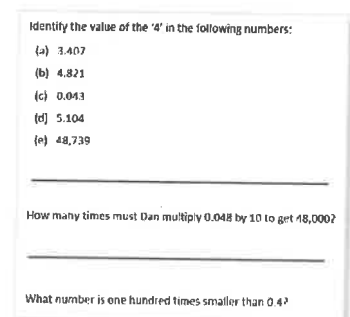 Identify the value of the '4' in the following numbers:
(a) 3.407
(b) 4.821
(c) 0.043
(d) 5.104
(e) 48,739
How many times must Dan multiply 0.048 by 10 to get 48,000?
What number is one hundred times smaller than 0.4?